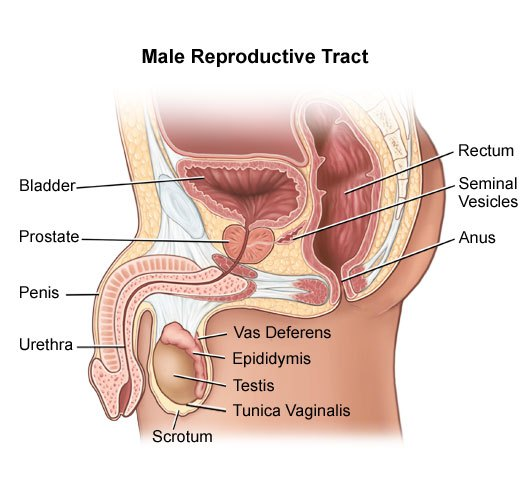 Male Reproductive Tract
Bladder
Prostate
Penis
Urethra
Rectum
Seminal
Vesicles
Anus
Vas Deferens
Epididymis
Testis
Tunica Vaginalis
Scrotum